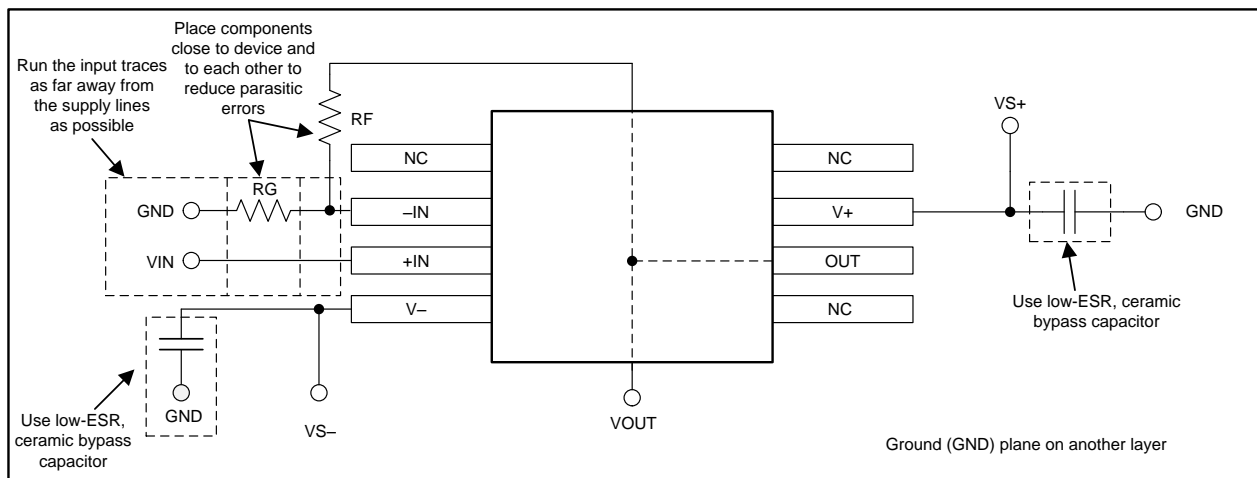 Place components
close to device and
to each other to
reduce parasitic
errors
Run the input traces
as far away from
the supply lines
as possible
RF
VS+
NC
NC
RG
GND
–IN
V+
GND
VIN
+IN
OUT
V–
NC
Use low-ESR, ceramic
bypass capacitor
GND
VS–
VOUT
Use low-ESR,
ceramic bypass
capacitor
Ground (GND) plane on another layer